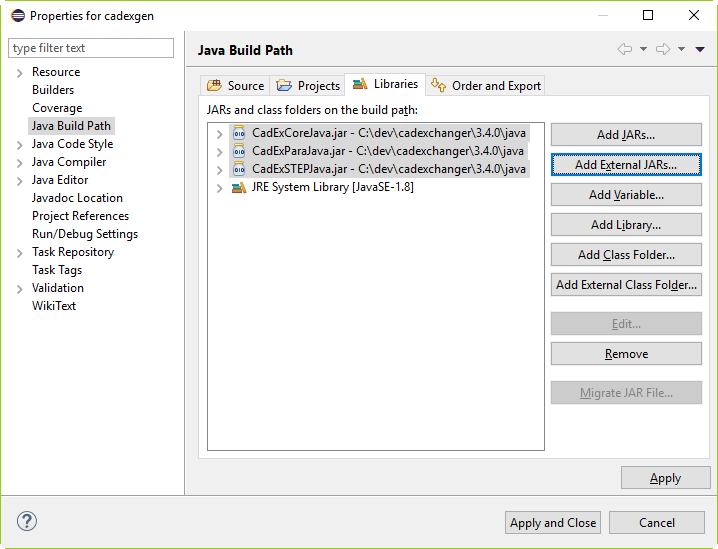 Properties for cadexgen
type filter text
Resource
Builders
Coverage
Java Build Path
Java Code Style
Java Compiler
Java Editor
Javadoc Location
Project References
Run/Debug Settings
Task Repository
Task Tags
Validation
WikiText
Java Build Path
Source Projects Libraries Order and Export
JARs and class folders on the build path:
CadExCoreJava.jar - C:\dev\cadexchanger\3.4.0\java
CadExParaJava.jar - C:\dev\cadexchanger\3.4.0\java
CadExSTEPJava.jar - C:\dev\cadexchanger\3.4.0\java
JRE System Library [JavaSE-1.8]
Add JARs...
Add External JARs...
Add Variable...
Add Library...
Add Class Folder...
Add External Class Folder...
Edit...
Remove
Migrate JAR File...
Apply
?
Apply and Close Cancel